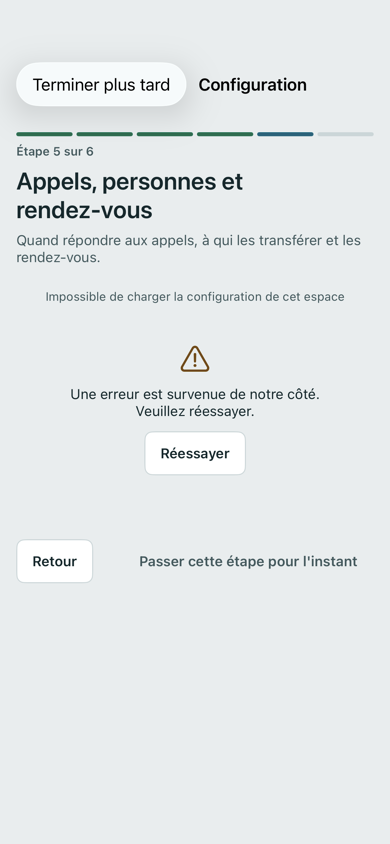 Terminer plus tard
Configuration
Étape 5 sur 6
Appels, personnes et
rendez-vous
Quand répondre aux appels, à qui les transférer et les
rendez-vous.
Impossible de charger la configuration de cet espace
Une erreur est survenue de notre côté.
Veuillez réessayer.
Réessayer
Retour
Passer cette étape pour l'instant